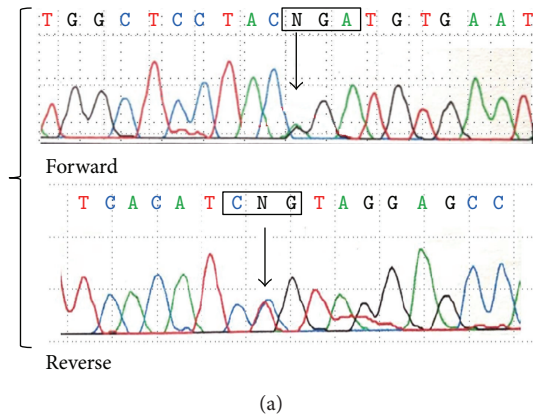 T G G C T C C T A C N G A T G T G A A T
Forward
T C A C A T C N G T A G G A G C C
Reverse
(a)